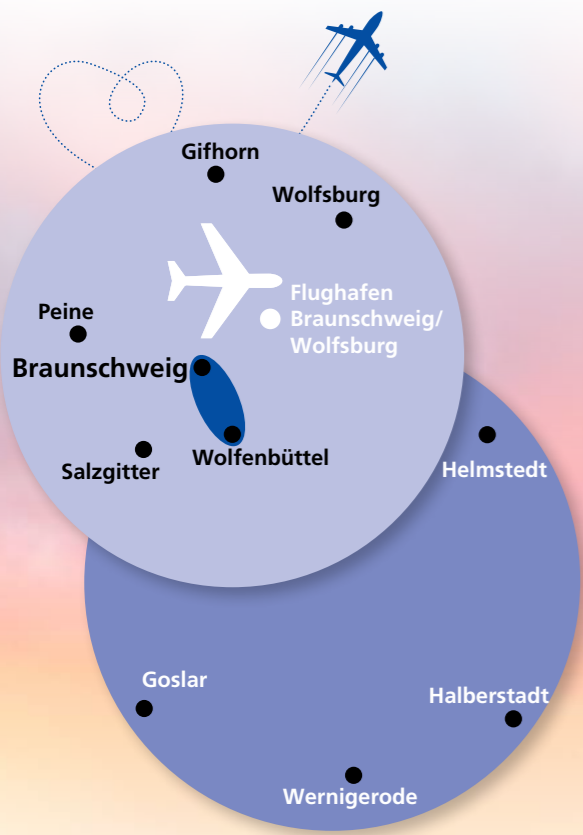 Gifhorn
Wolfsburg
Flughafen
Braunschweig/
Wolfsburg
Peine
Braunschweig
Wolfenbüttel
Salzgitter
Helmstedt
Goslar
Halberstadt
Wernigerode